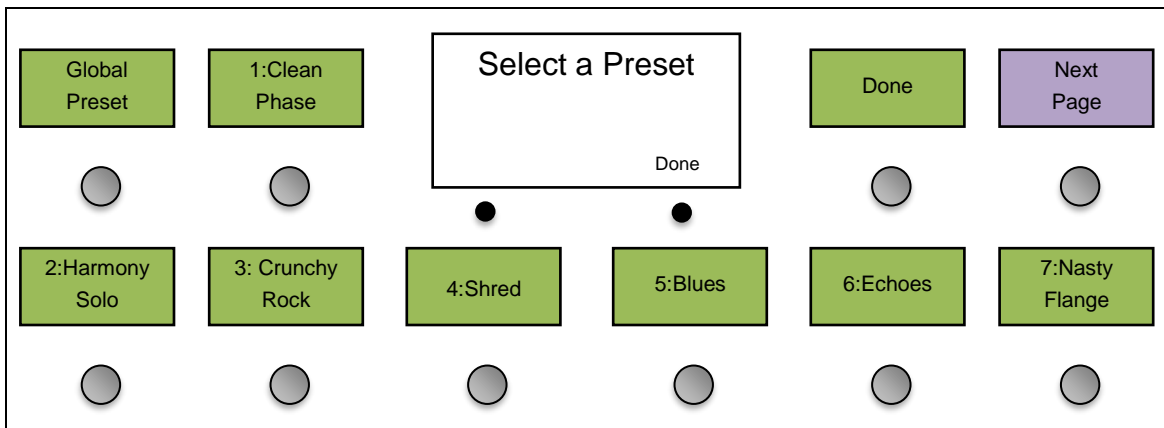 Global
Preset
1:Clean
Phase
Select a Preset
Done
Done
Next
Page
2:Harmony
Solo
3: Crunchy
Rock
4:Shred
5:Blues
6:Echoes
7:Nasty
Flange